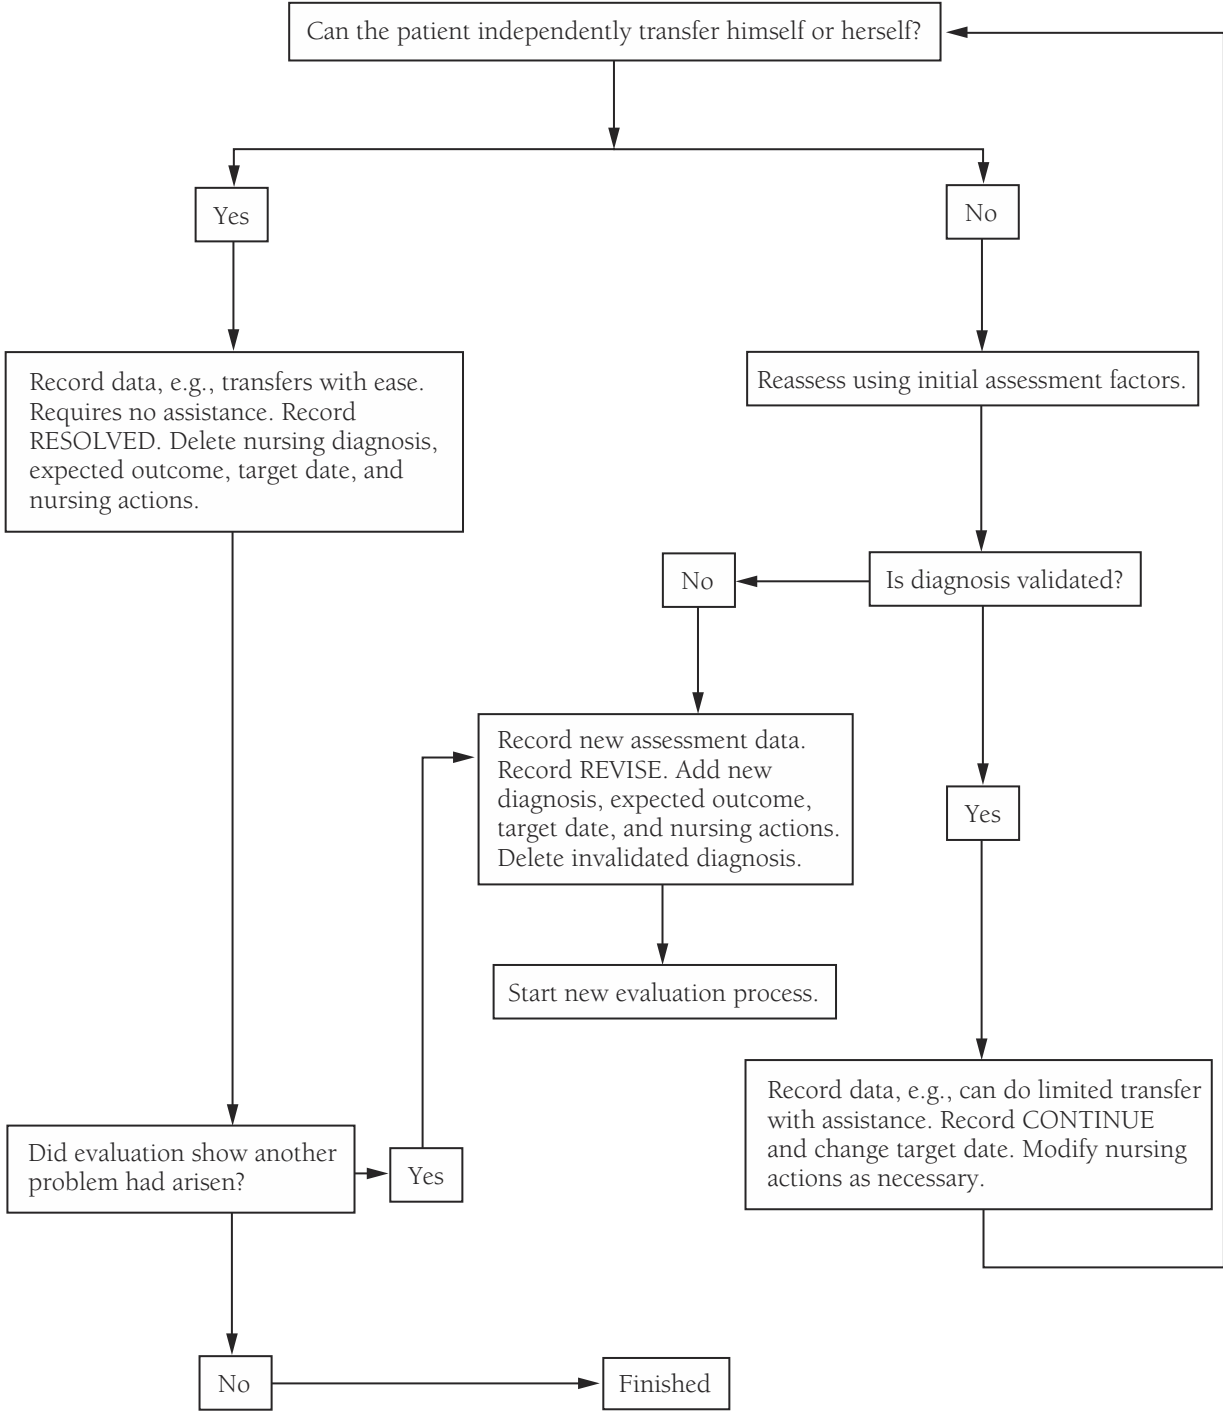 Can the patient independently transfer himself or herself?
Yes
No
Record data, e.g., transfers with ease.
Requires no assistance. Record
RESOLVED. Delete nursing diagnosis,
expected outcome, target date, and
nursing actions.
Reassess using initial assessment factors.
No
Is diagnosis validated?
Record new assessment data.
Record REVISE. Add new
diagnosis, expected outcome,
target date, and nursing actions.
Delete invalidated diagnosis.
Yes
Start new evaluation process.
Record data, e.g., can do limited transfer
with assistance. Record CONTINUE
and change target date. Modify nursing
actions as necessary.
Did evaluation show another
problem had arisen?
Yes
No
Finished